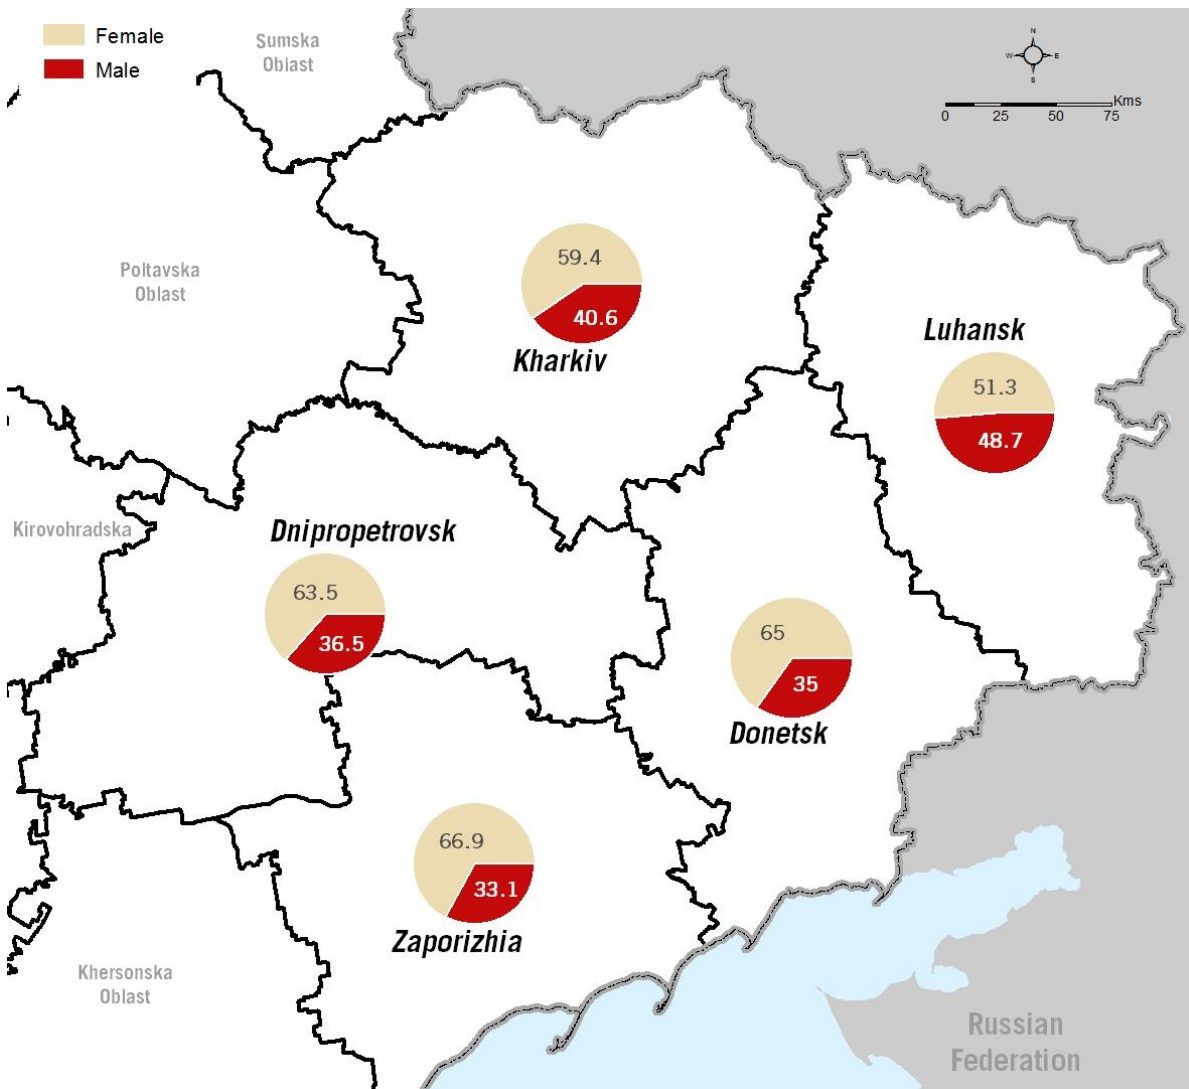 Female
Male
Sumska
Oblast
N
W
E
S
Kms
0
25
50
75
Poltavska
Oblast
59.4
40.6
Kharkiv
Luhansk
51.3
48.7
Kirovohradska
Dnipropetrovsk
63.5
36.5
65
35
Donetsk
66.9
33.1
Zaporizhia
Khersonska
Oblast
Russian
Federation